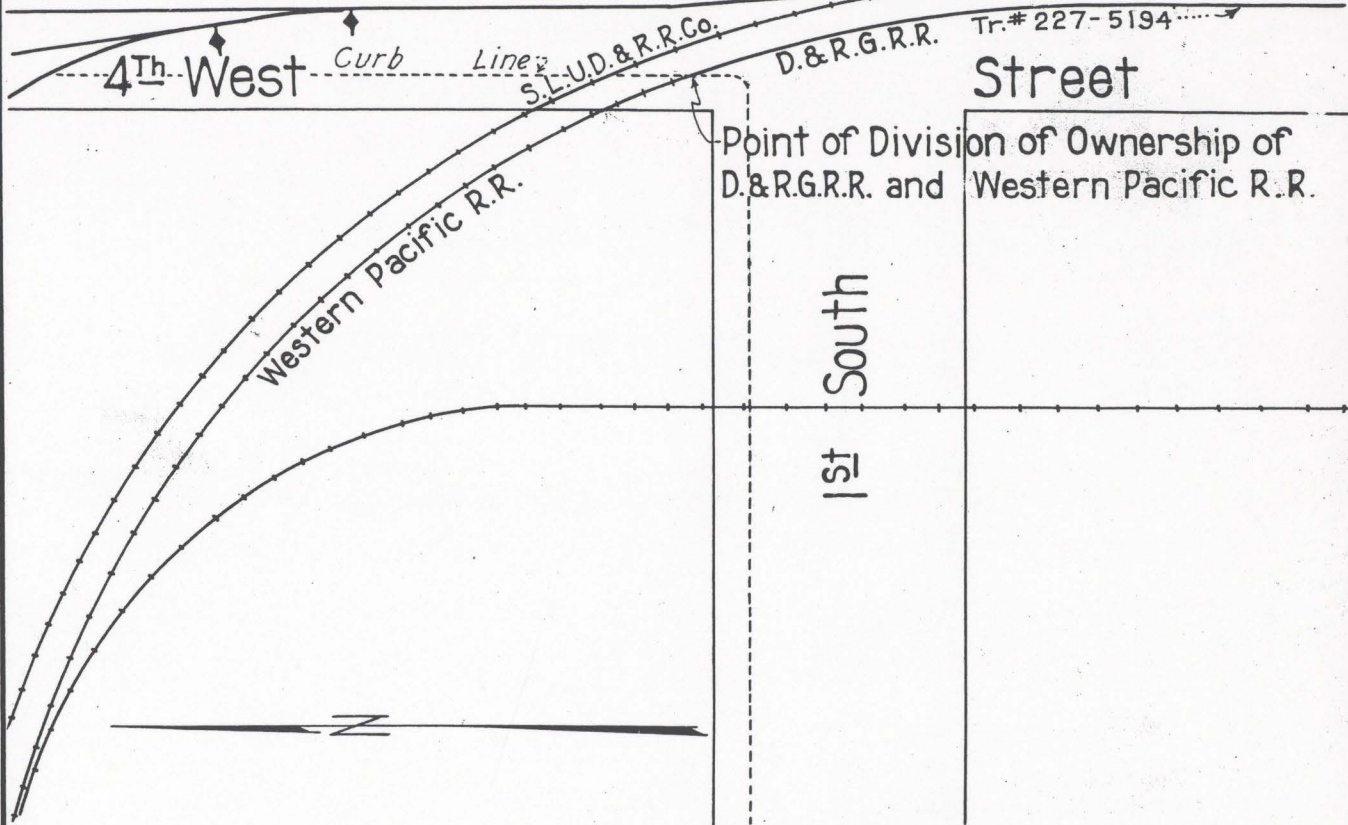 Tr.# 227-5194
S.L.U.D.&R.R.Co.
D.&R.G.R.R.
4Th West Street
Curb Line
Point of Division of Ownership of
D.&R.G.R.R. and Western Pacific R.R.
Western Pacific R.R.
1st South
N